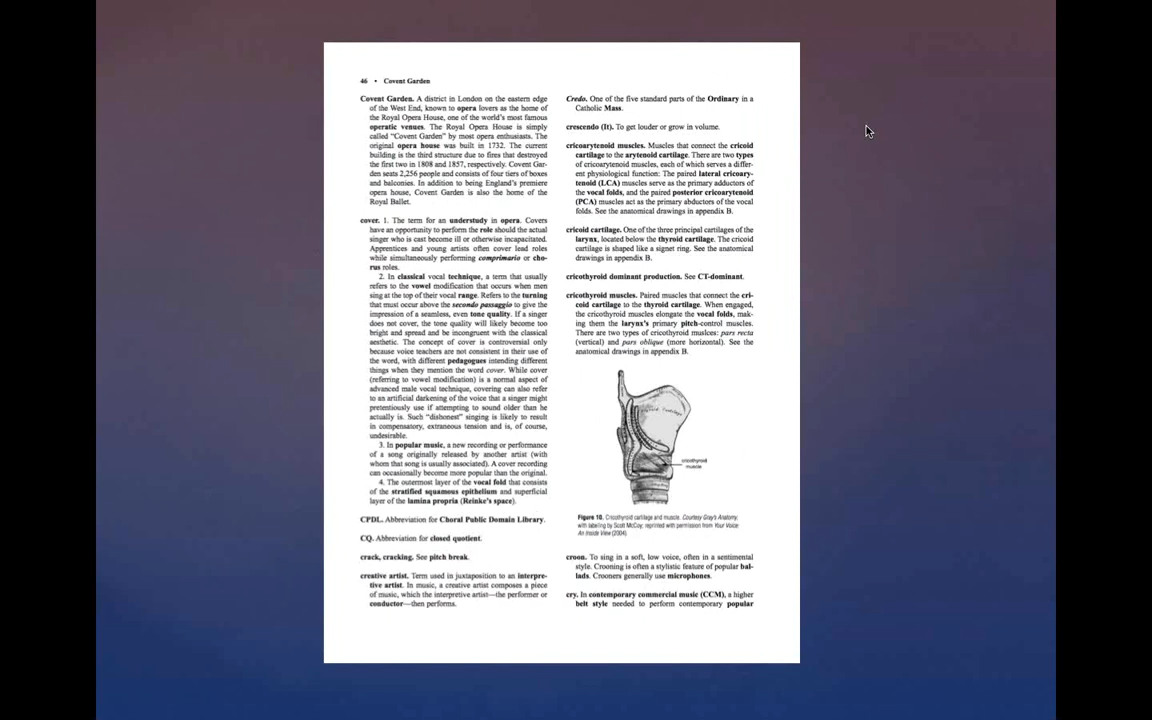 46 • Covent Garden
Covent Garden. A district in London on the eastern edge
of the West End, known to opera lovers as the home of
the Royal Opera House, one of the world's most famous
operatic venues. The Royal Opera House is simply
called "Covent Garden" by most opera enthusiasts. The
original opera house was built in 1732. The current
building is the third structure due to fires that destroyed
the first two in 1808 and 1857, respectively. Covent Gar-
den seats 2,256 people and consists of four tiers of boxes
and balconies. In addition to being England's premiere
opera house, Covent Garden is also the home of the
Royal Ballet.
cover. 1. The term for an understudy in opera. Covers
have an opportunity to perform the role should the actual
singer who is cast become ill or otherwise incapacitated.
Apprentices and young artists often cover lead roles
while simultaneously performing comprimario or cho-
rus roles.
2. In classical vocal technique, a term that usually
refers to the vowel modification that occurs when men
sing at the top of their vocal range. Refers to the turning
that must occur above the secondo passaggio to give the
impression of a seamless, even tone quality. If a singer
does not cover, the tone quality will likely become too
bright and spread and be incongruent with the classical
aesthetic. The concept of cover is controversial only
because voice teachers are not consistent in their use of
the word, with different pedagogues intending different
things when they mention the word cover. While cover
(referring to vowel modification) is a normal aspect of
advanced male vocal technique, covering can also refer
to an artificial darkening of the voice that a singer might
pretentiously use if attempting to sound older than he
actually is. Such "dishonest" singing is likely to result
in compensatory, extraneous tension and is, of course,
undesirable.
3. In popular music, a new recording or performance
of a song originally released by another artist (with
whom that song is usually associated). A cover recording
can occasionally become more popular than the original.
4. The outermost layer of the vocal fold that consists
of the stratified squamous epithelium and superficial
layer of the lamina propria (Reinke's space).
CPDL. Abbreviation for Choral Public Domain Library.
CQ. Abbreviation for closed quotient.
crack, cracking. See pitch break.
creative artist. Term used in juxtaposition to an interpre-
tive artist. In music, a creative artist composes a piece
of music, which the interpretive artist—the performer or
conductor—then performs.
Credo. One of the five standard parts of the Ordinary in a
Catholic Mass.
crescendo (It). To get louder or grow in volume.
cricoarytenoid muscles. Muscles that connect the cricoid
cartilage to the arytenoid cartilage. There are two types
of cricoarytenoid muscles, each of which serves a differ-
ent physiological function: The paired lateral cricoary-
tenoid (LCA) muscles serve as the primary adductors of
the vocal folds, and the paired posterior cricoarytenoid
(PCA) muscles act as the primary abductors of the vocal
folds. See the anatomical drawings in appendix B.
cricoid cartilage. One of the three principal cartilages of the
larynx, located below the thyroid cartilage. The cricoid
cartilage is shaped like a signet ring. See the anatomical
drawings in appendix B.
cricothyroid dominant production. See CT-dominant.
cricothyroid muscles. Paired muscles that connect the cri-
coid cartilage to the thyroid cartilage. When engaged,
the cricothyroid muscles elongate the vocal folds, mak-
ing them the larynx's primary pitch-control muscles.
There are two types of cricothyroid muslces: pars recta
(vertical) and pars oblique (more horizontal). See the
anatomical drawings in appendix B.
Thyroid Cartilage
cricothyroid
muscle
Figure 10. Cricothyroid cartilage and muscle. Courtesy Gray's Anatomy;
with labeling by Scott McCoy; reprinted with permission from Your Voice:
An Inside View (2004).
croon. To sing in a soft, low voice, often in a sentimental
style. Crooning is often a stylistic feature of popular bal-
lads. Crooners generally use microphones.
cry. In contemporary commercial music (CCM), a higher
belt style needed to perform contemporary popular